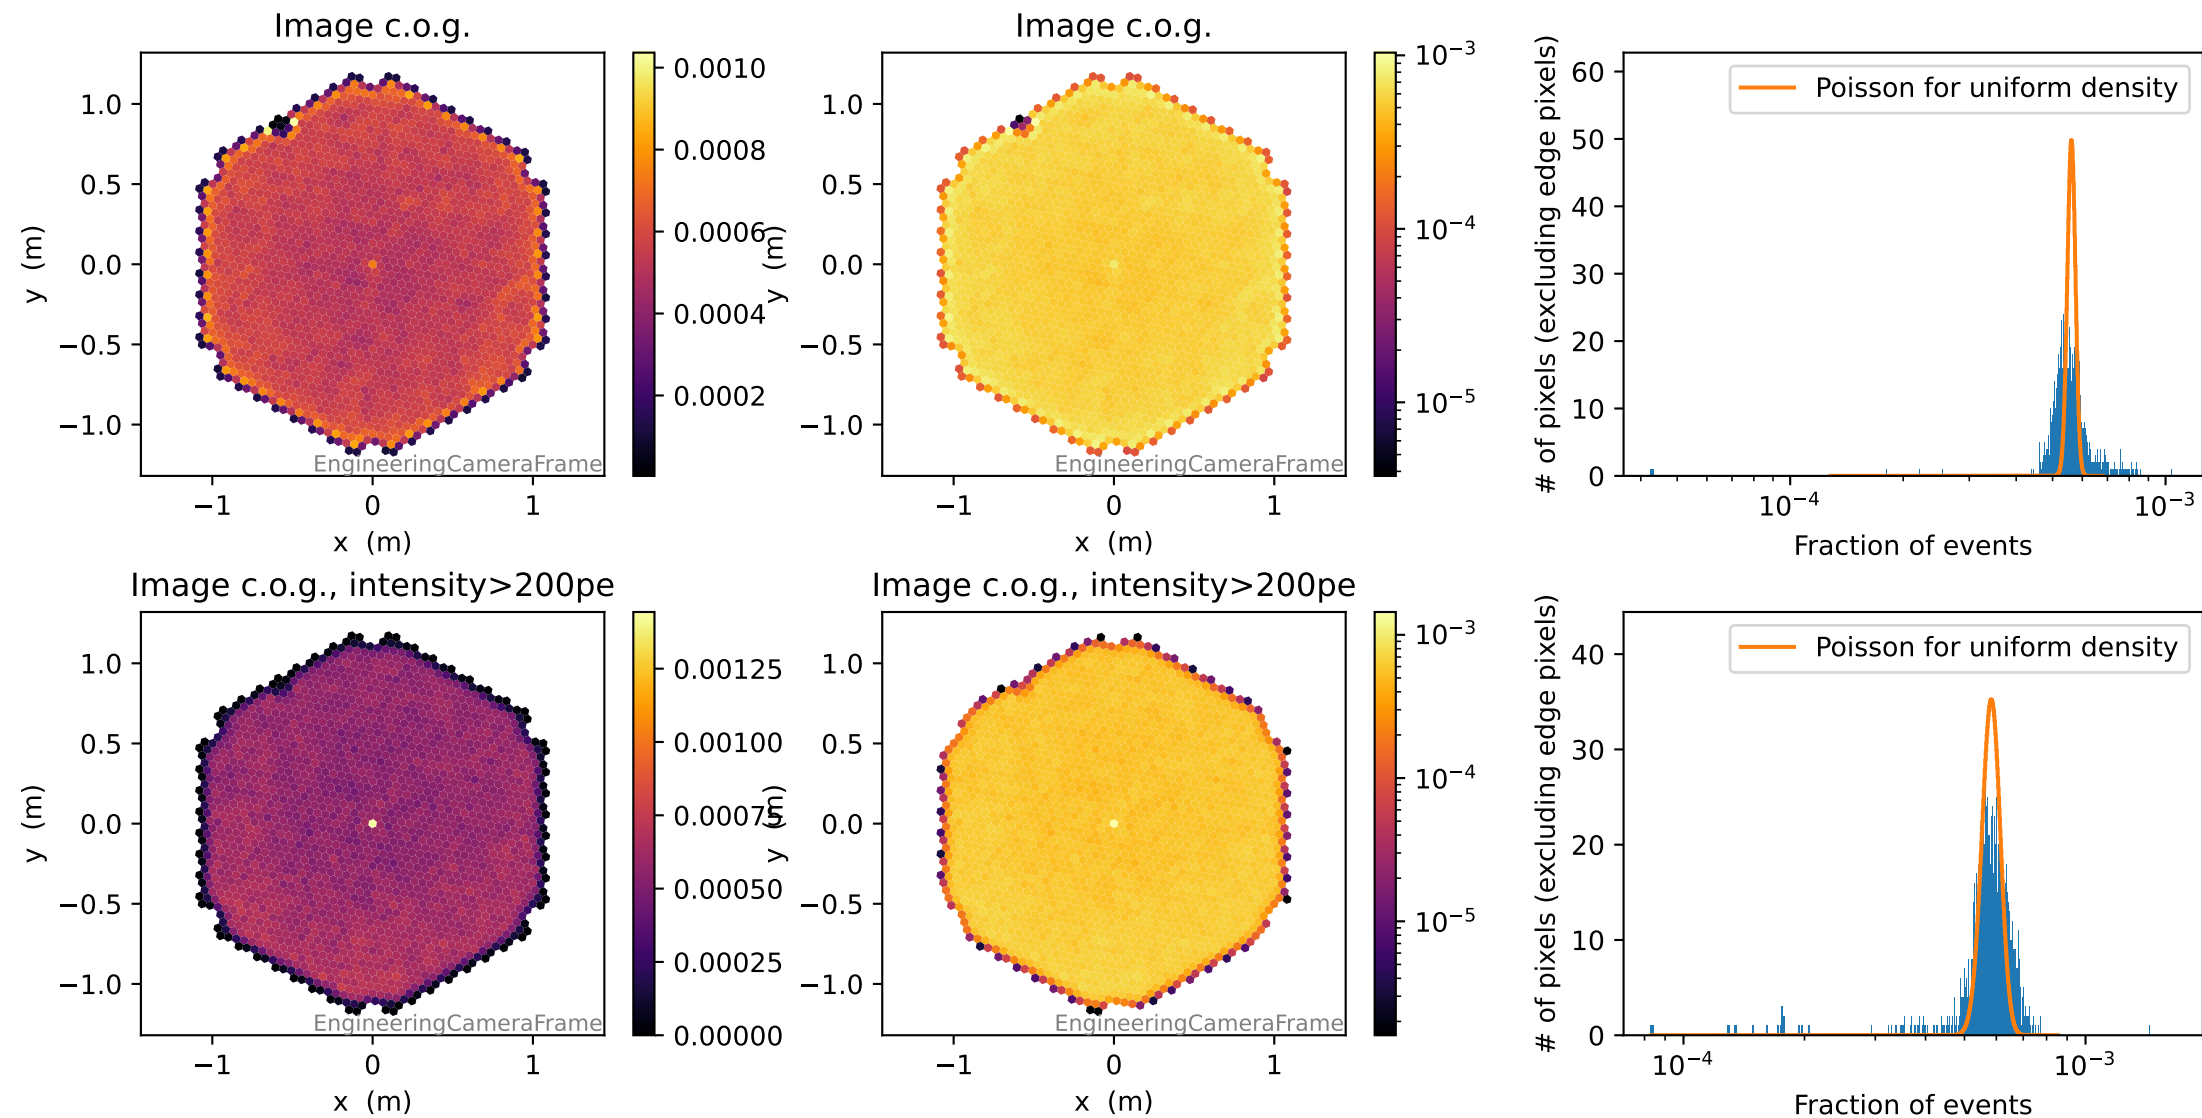 Image c.o.g.
1.0
0.5
0.0
−0.5
−1.0
y (m)
−1
0
1
x (m)
EngineeringCameraFrame
0.0010
0.0008
0.0006
0.0004
0.0002
Image c.o.g.
1.0
0.5
0.0
−0.5
−1.0
y (m)
−1
0
1
x (m)
EngineeringCameraFrame
10−3
10−4
10−5
Poisson for uniform density
60
50
40
30
20
10
0
# of pixels (excluding edge pixels)
10−4
10−3
Fraction of events
Image c.o.g., intensity>200pe
1.0
0.5
0.0
−0.5
−1.0
y (m)
−1
0
1
x (m)
EngineeringCameraFrame
0.00125
0.00100
0.00075
0.00050
0.00025
0.00000
Image c.o.g., intensity>200pe
1.0
0.5
0.0
−0.5
−1.0
y (m)
−1
0
1
x (m)
EngineeringCameraFrame
10−3
10−4
10−5
Poisson for uniform density
40
30
20
10
0
# of pixels (excluding edge pixels)
10−4
10−3
Fraction of events